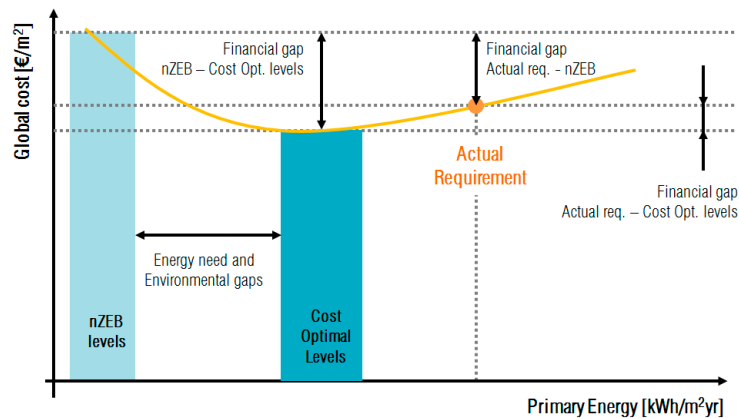 Global cost [€/m²]
Financial gap
nZEB – Cost Opt. levels
Financial gap
Actual req. - nZEB
Actual
Requirement
Financial gap
Actual req. – Cost Opt. levels
Energy need and
Environmental gaps
nZEB
levels
Cost
Optimal
Levels
Primary Energy [kWh/m²yr]